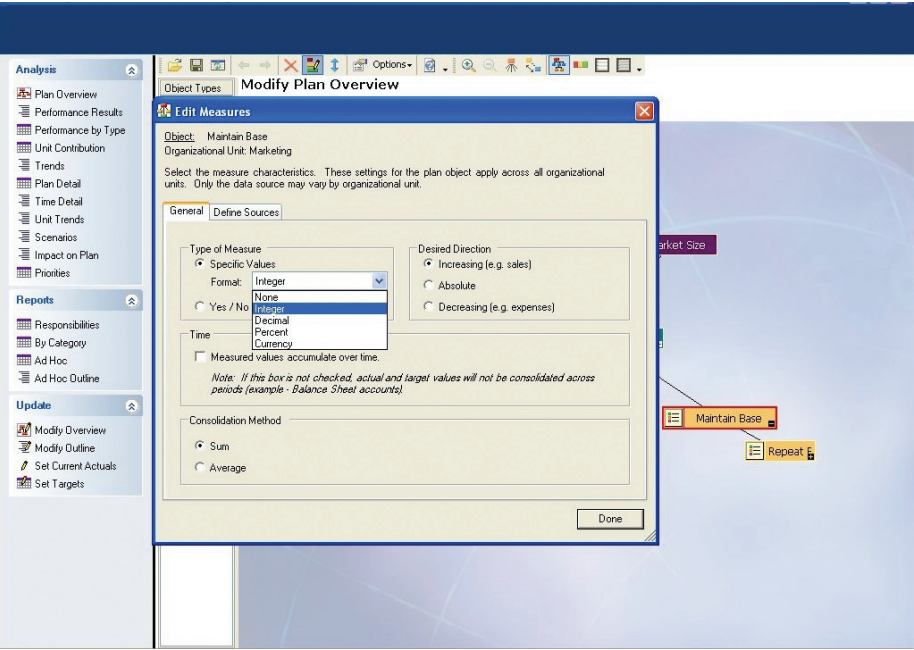 Options
Analysis
Plan Overview
Performance Results
Performance by Type
Unit Contribution
Trends
Plan Detail
Time Detail
Unit Trends
Scenarios
Impact on Plan
Priorities
Reports
Responsibilities
By Category
Ad Hoc
Ad Hoc Outline
Update
Modify Overview
Modify Outline
Set Current Actuals
Set Targets
Object Types
Modify Plan Overview
Edit Measures
Object: Maintain Base
Organizational Unit: Marketing
Select the measure characteristics. These settings for the plan object apply across all organizational
units. Only the data source may vary by organizational unit.
General
Define Sources
Type of Measure
Specific Values
Format: Integer
None
Integer
Decimal
Percent
Currency
Yes / No
Desired Direction
Increasing (e.g. sales)
Absolute
Decreasing (e.g. expenses)
Time
Measured values accumulate over time.
Note: If this box is not checked, actual and target values will not be consolidated across
periods (example - Balance Sheet accounts).
Consolidation Method
Sum
Average
Done
arket Size
Maintain Base
Repeat